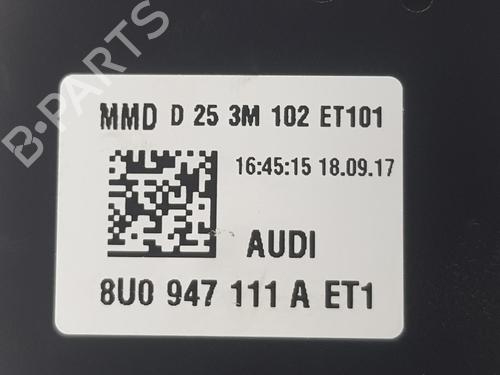 B-PARTS
MMD D 25 3M 102 ET101
16:45:15 18.09.17
AUDI
8U0 947 111 A ET1